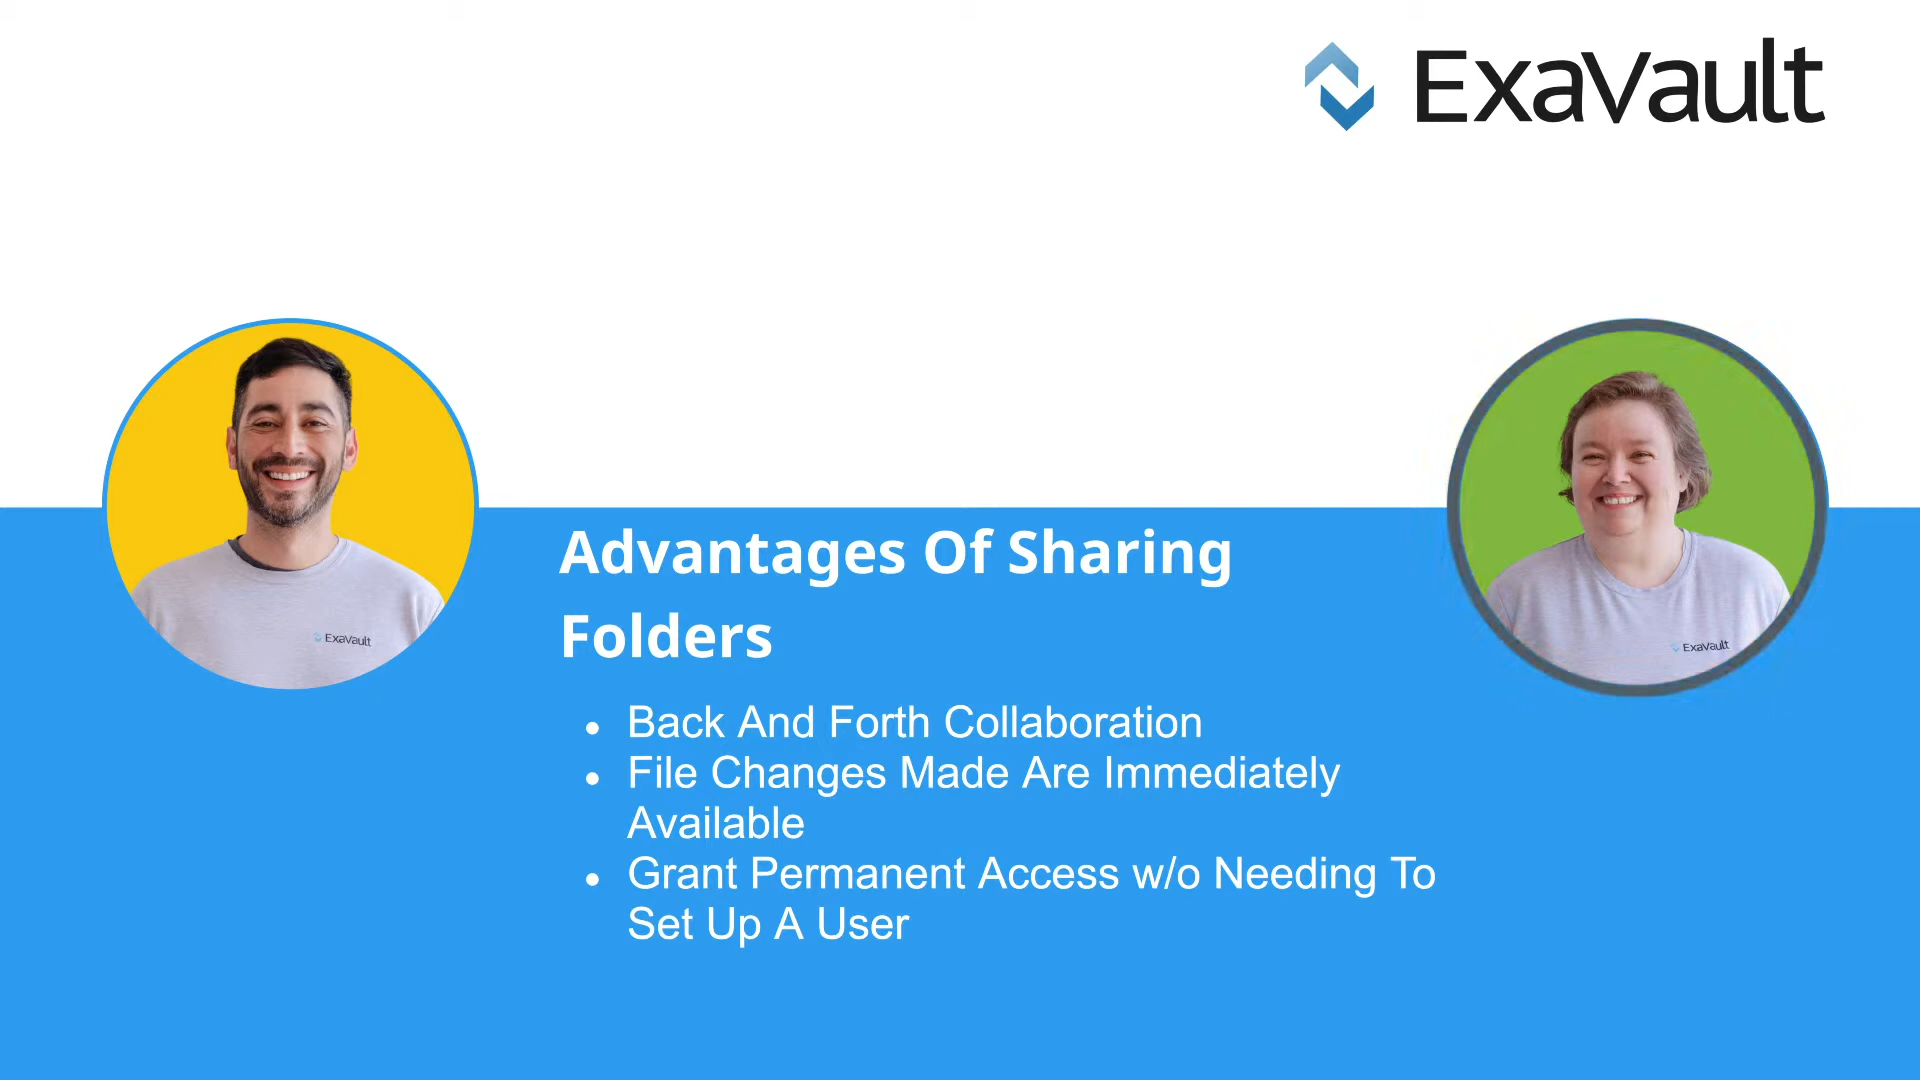 ExaVault
Advantages Of Sharing
Folders
ExaVault
ExaVault
• Back And Forth Collaboration
• File Changes Made Are Immediately
Available
• Grant Permanent Access w/o Needing To
Set Up A User